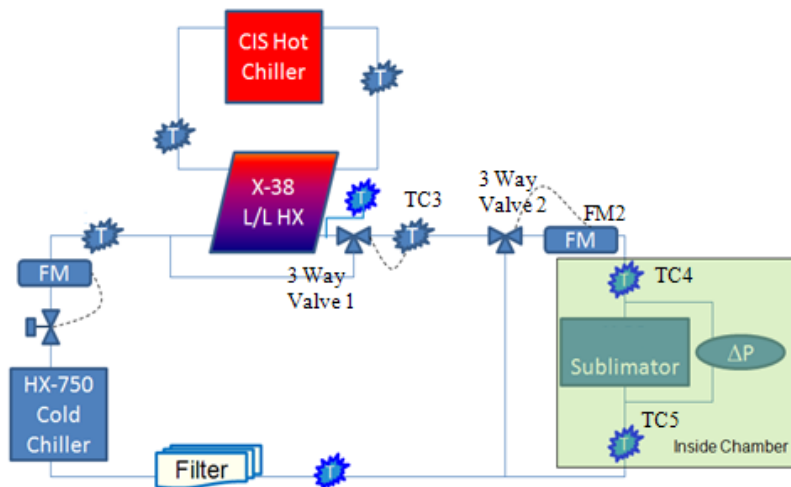 CIS Hot
Chiller
T
T
X-38
L/L HX
T
TC3
3 Way
Valve 2
FM2
T
T
FM
FM
3 Way
Valve 1
T
TC4
Sublimator
ΔP
HX-750
Cold
Chiller
TC5
T
Inside Chamber
Filter
T